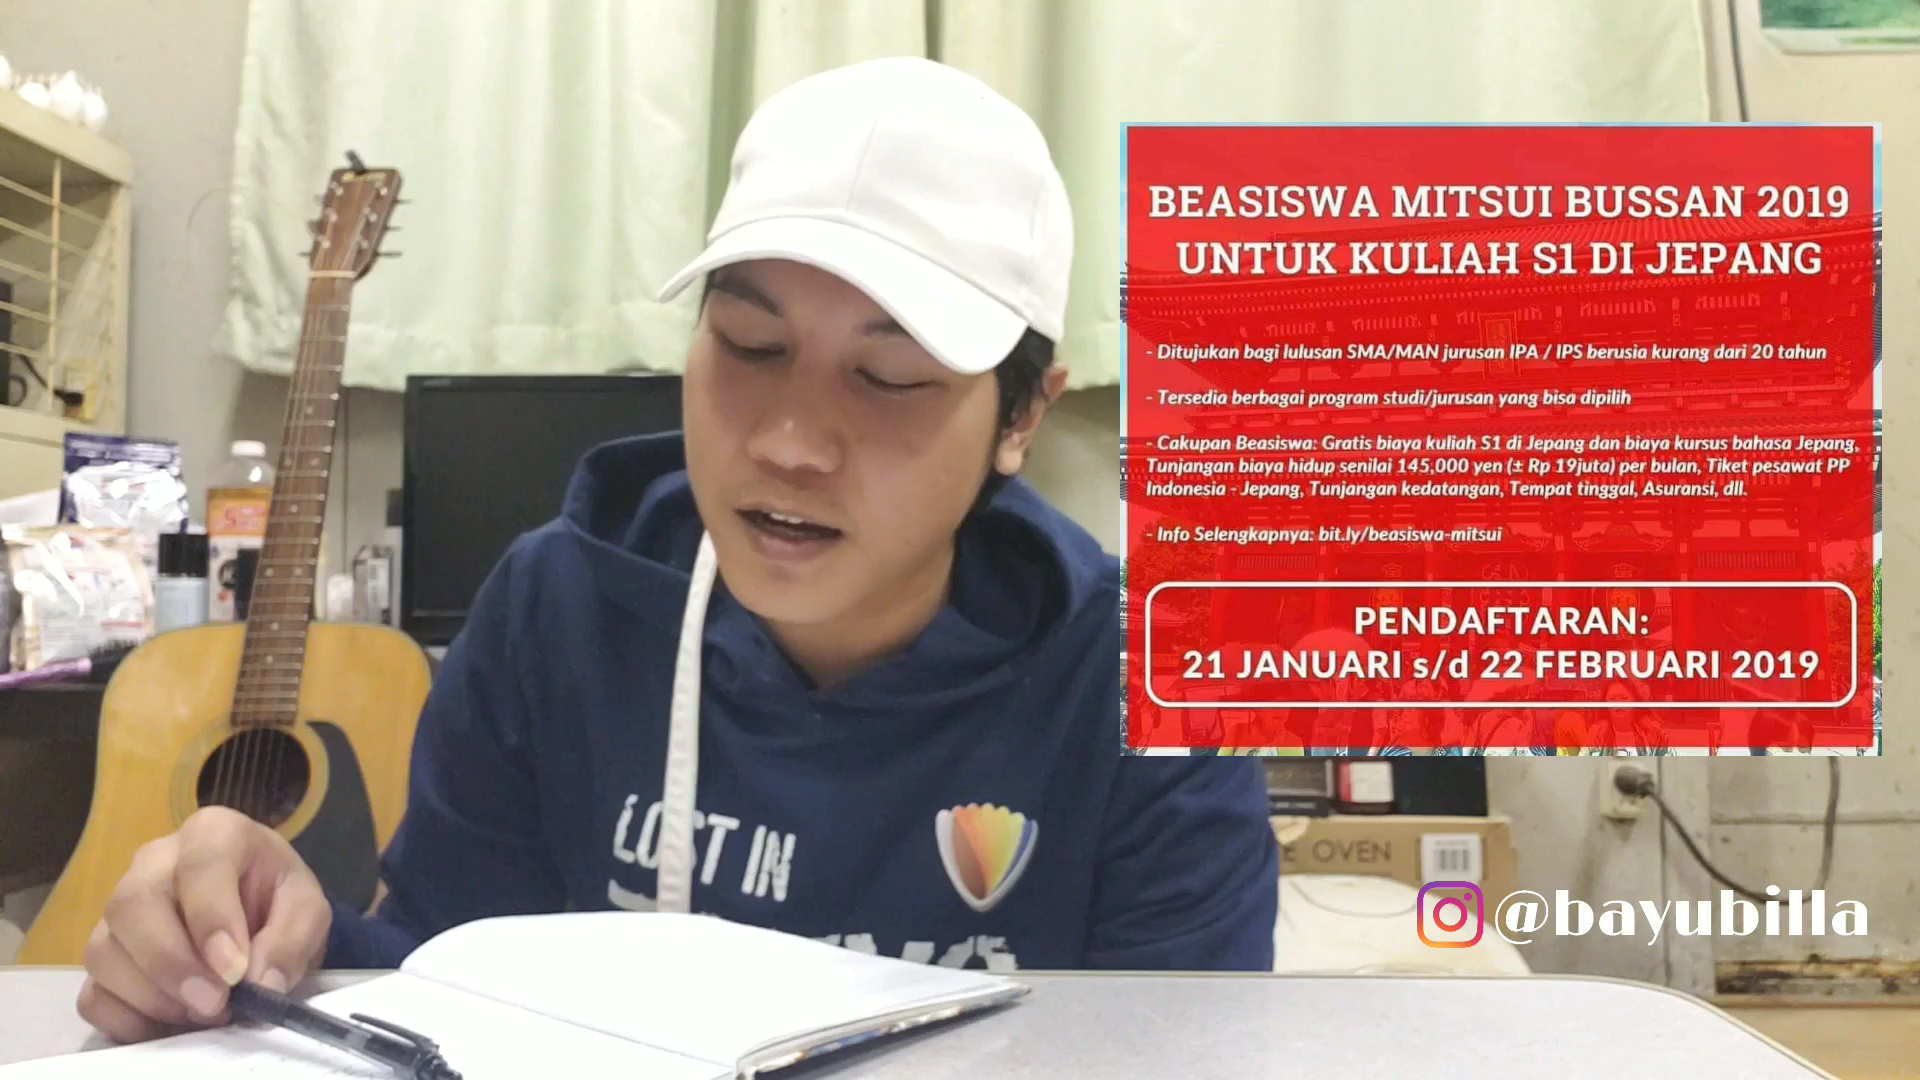 BEASISWA MITSUI BUSSAN 2019
UNTUK KULIAH S1 DI JEPANG
- Ditujukan bagi lulusan SMA/MAN jurusan IPA / IPS berusia kurang dari 20 tahun
- Tersedia berbagai program studi/jurusan yang bisa dipilih
- Cakupan Beasiswa: Gratis biaya kuliah S1 di Jepang dan biaya kursus bahasa Jepang,
Tunjangan biaya hidup senilai 145,000 yen (± Rp 19juta) per bulan, Tiket pesawat PP
Indonesia - Jepang, Tunjangan kedatangan, Tempat tinggal, Asuransi, dll.
- Info Selengkapnya: bit.ly/beasiswa-mitsui
PENDAFTARAN:
21 JANUARI s/d 22 FEBRUARI 2019
LOST IN
OVEN
@bayubilla